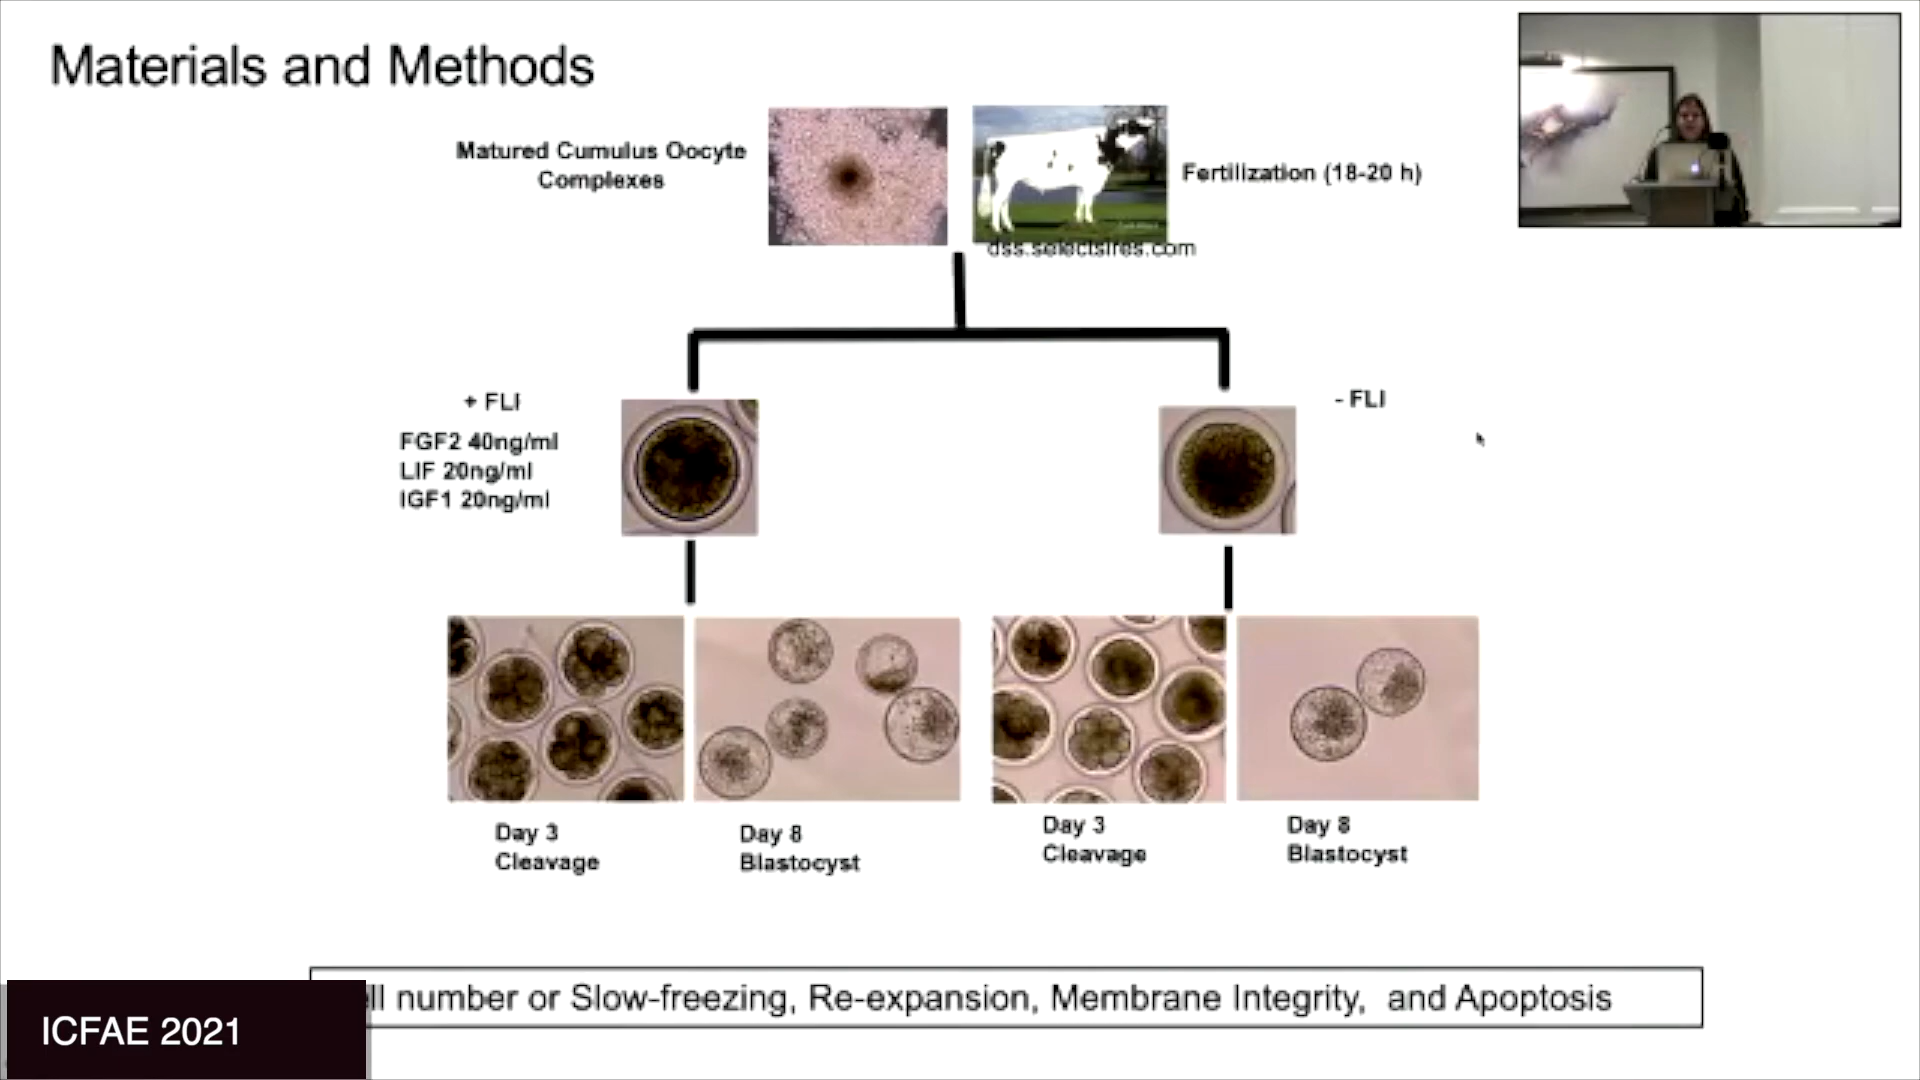 Materials and Methods
Matured Cumulus Oocyte
Complexes
Fertilization (18-20 h)
dss.selectsires.com
+ FLI
FGF2 40ng/ml
LIF 20ng/ml
IGF1 20ng/ml
- FLI
Day 3
Cleavage
Day 8
Blastocyst
Day 3
Cleavage
Day 8
Blastocyst
ell number or Slow-freezing, Re-expansion, Membrane Integrity, and Apoptosis
ICFAE 2021